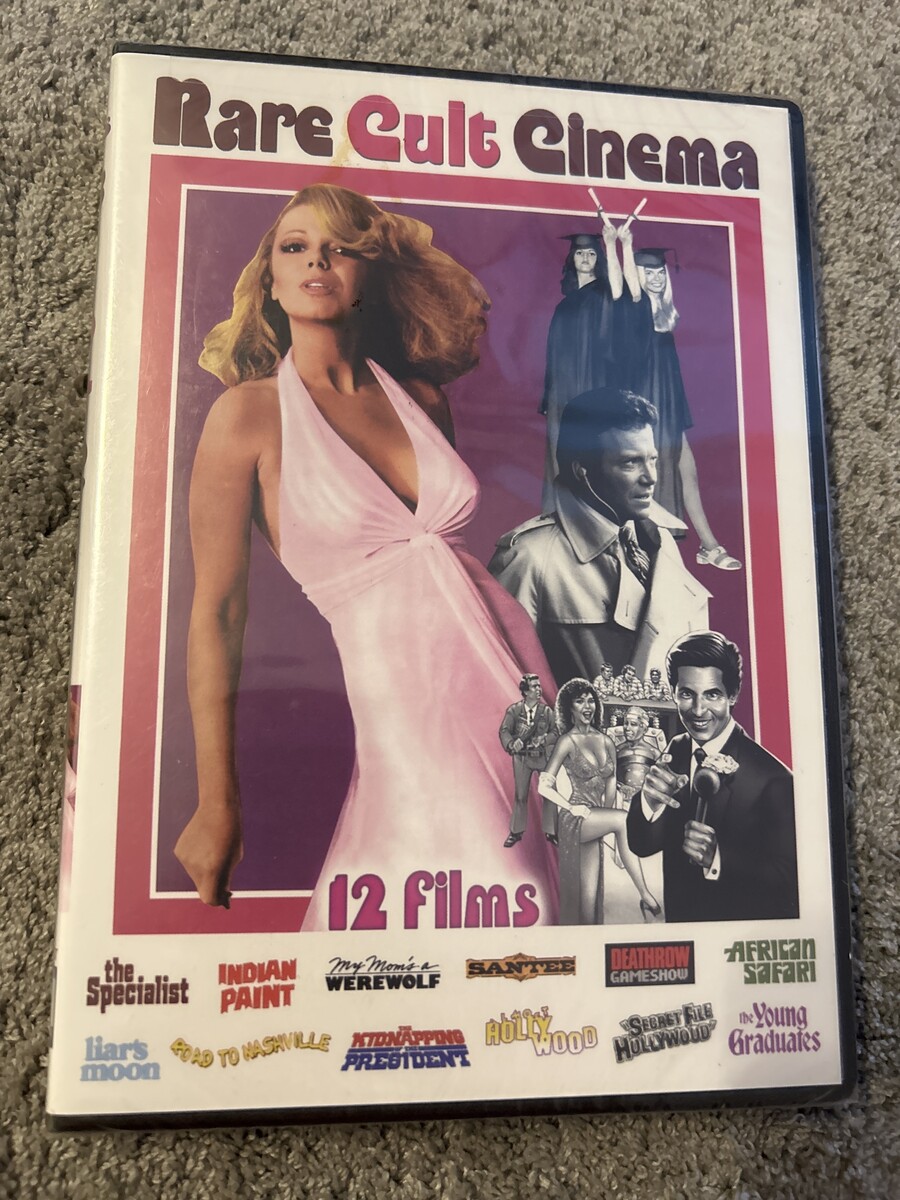 Rare Cult Cinema
12 films
the Specialist
INDIAN PAINT
My Mom's a WEREWOLF
SANTEE
DEATHROW GAMESHOW
AFRICAN SAFARI
liar's moon
ROAD TO NASHVILLE
THE KIDNAPPING OF THE PRESIDENT
HOLLYWOOD
"SECRET FILE HOLLYWOOD"
the Young Graduates